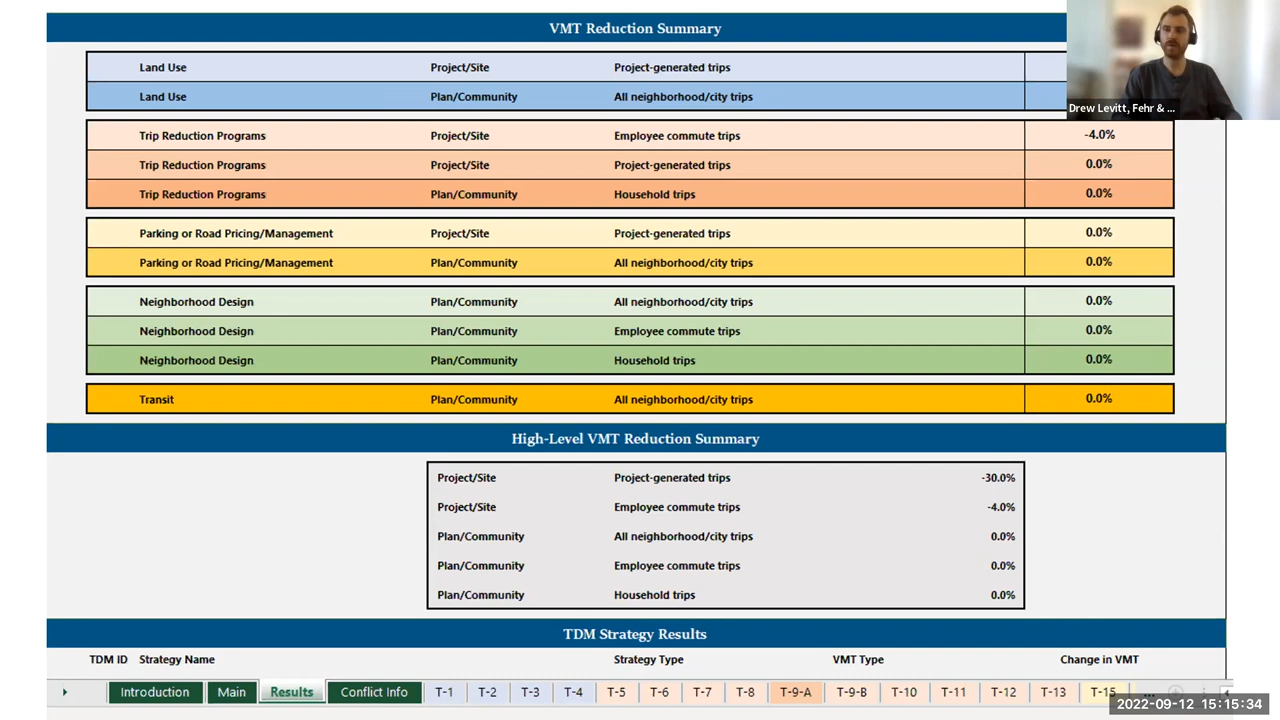 VMT Reduction Summary
Land Use Project/Site Project-generated trips
Land Use Plan/Community All neighborhood/city trips
Drew Levitt, Fehr & ...
Trip Reduction Programs Project/Site Employee commute trips -4.0%
Trip Reduction Programs Project/Site Project-generated trips 0.0%
Trip Reduction Programs Plan/Community Household trips 0.0%
Parking or Road Pricing/Management Project/Site Project-generated trips 0.0%
Parking or Road Pricing/Management Plan/Community All neighborhood/city trips 0.0%
Neighborhood Design Plan/Community All neighborhood/city trips 0.0%
Neighborhood Design Plan/Community Employee commute trips 0.0%
Neighborhood Design Plan/Community Household trips 0.0%
Transit Plan/Community All neighborhood/city trips 0.0%
High-Level VMT Reduction Summary
Project/Site Project-generated trips -30.0%
Project/Site Employee commute trips -4.0%
Plan/Community All neighborhood/city trips 0.0%
Plan/Community Employee commute trips 0.0%
Plan/Community Household trips 0.0%
TDM Strategy Results
TDM ID Strategy Name Strategy Type VMT Type Change in VMT
Introduction Main Results Conflict Info T-1 T-2 T-3 T-4 T-5 T-6 T-7 T-8 T-9-A T-9-B T-10 T-11 T-12 T-13 T-15 ...
2022-09-12 15:15:34